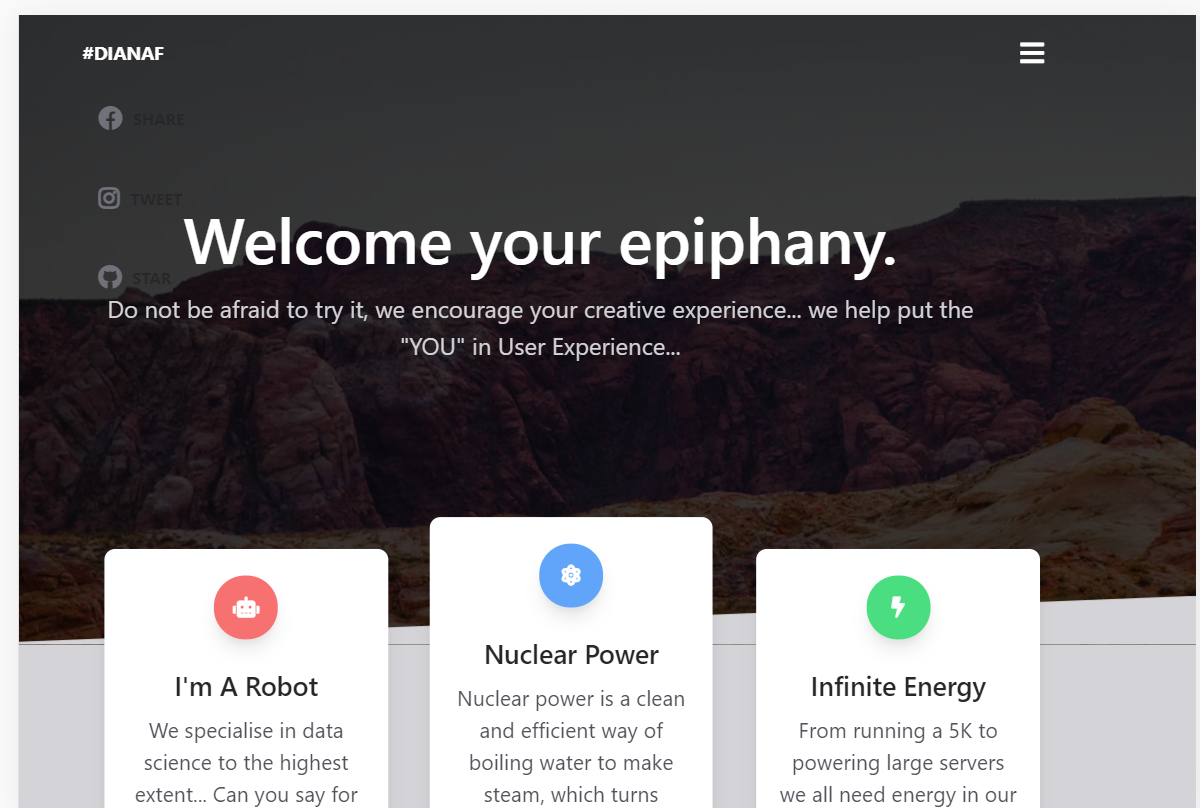 #DIANAF
SHARE
TWEET
STAR
Welcome your epiphany.
Do not be afraid to try it, we encourage your creative experience... we help put the
"YOU" in User Experience...
I'm A Robot
We specialise in data
science to the highest
extent... Can you say for
Nuclear Power
Nuclear power is a clean
and efficient way of
boiling water to make
steam, which turns
Infinite Energy
From running a 5K to
powering large servers
we all need energy in our